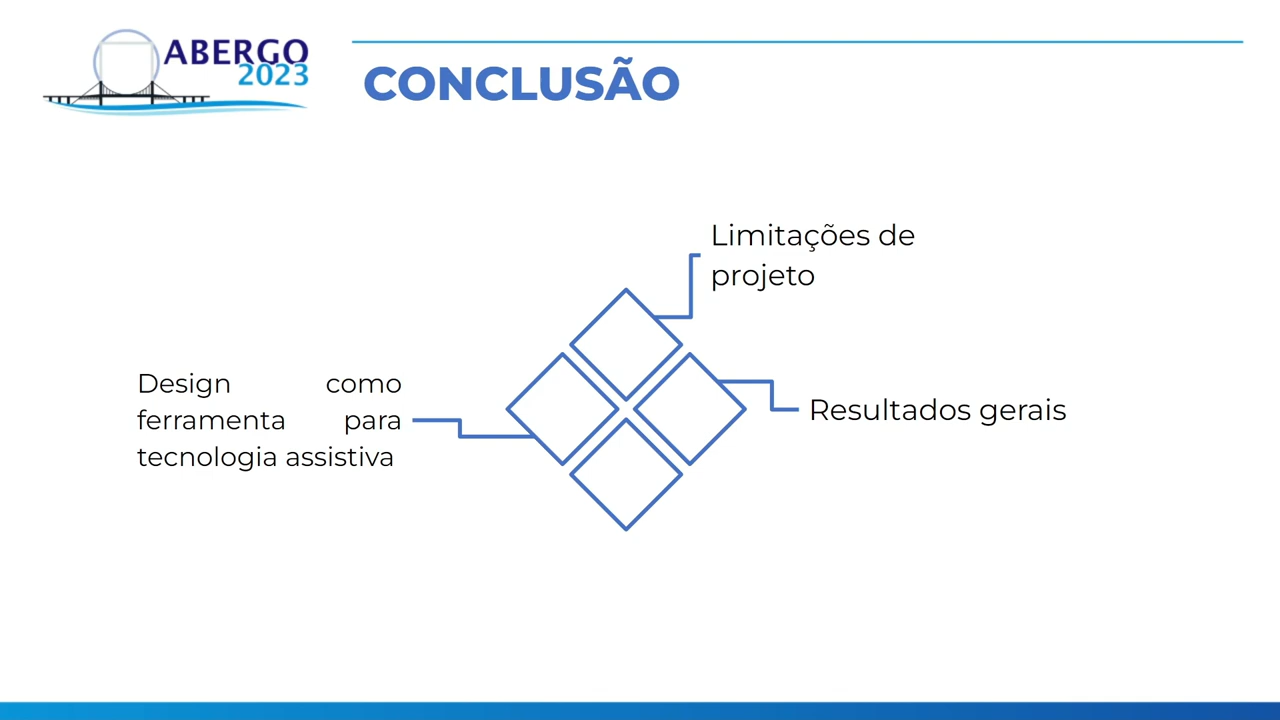 ABERGO
2023
CONCLUSÃO
Limitações de
projeto
Design como
ferramenta para
tecnologia assistiva
Resultados gerais